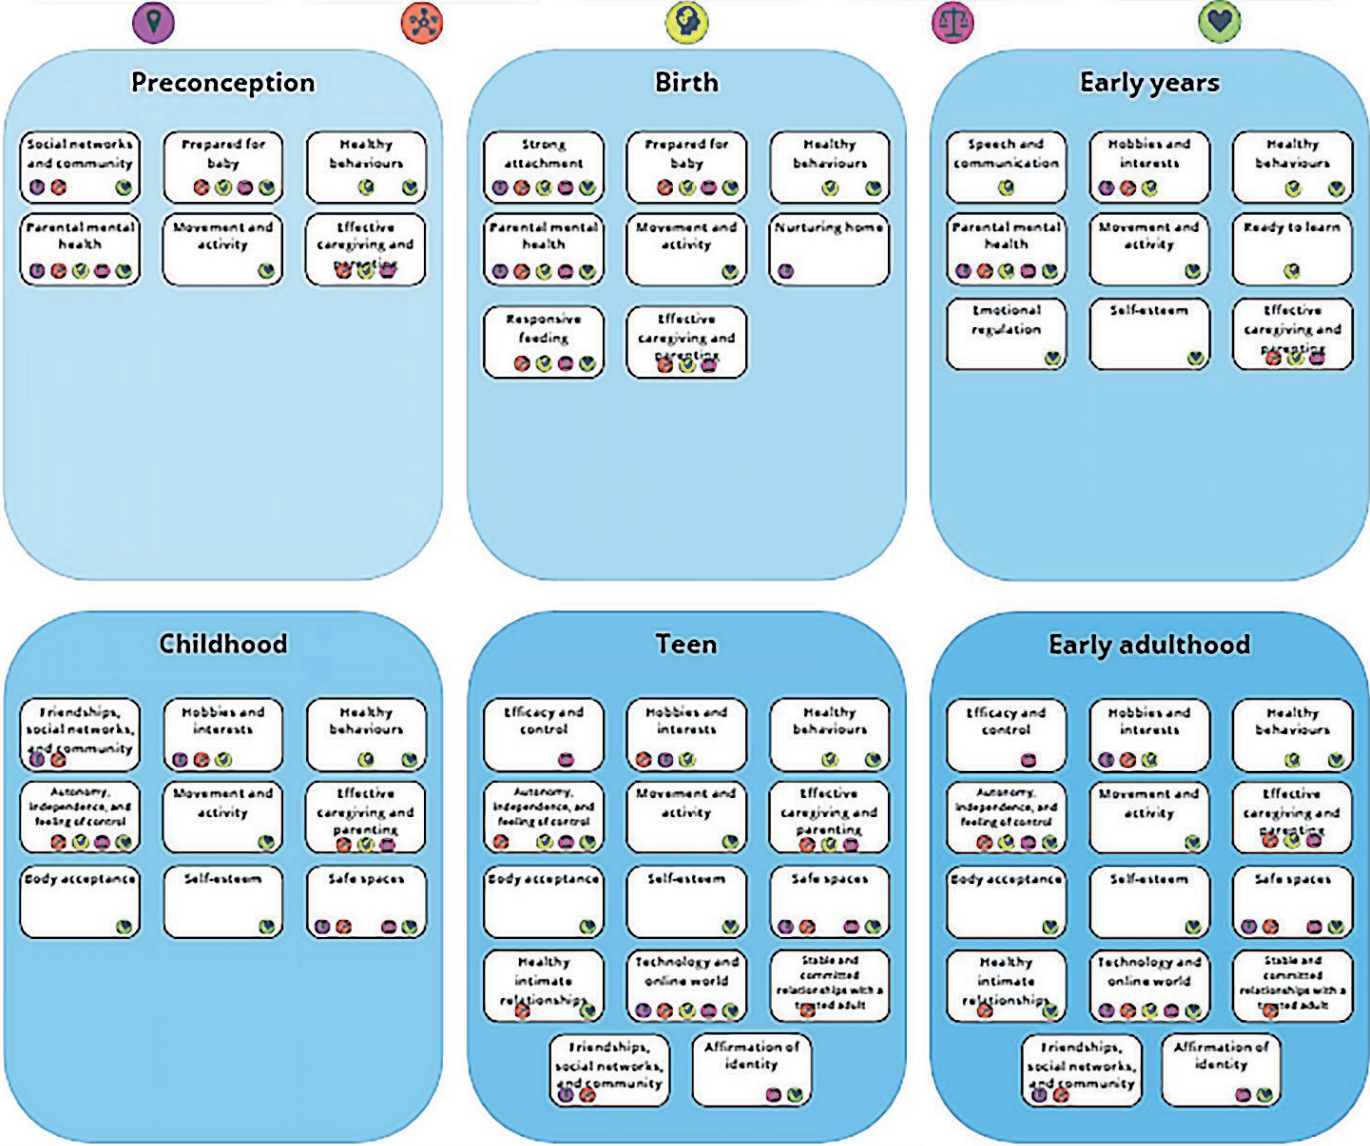 Preconception
Social networks
and community
Prepared for
baby
Healthy
behaviours
Parental mental
health
Movement and
activity
Effective
caregiving and
parenting
Birth
Strong
attachment
Prepared for
baby
Healthy
behaviours
Parental mental
health
Movement and
activity
Nurturing home
Responsive
feeding
Effective
caregiving and
parenting
Early years
Speech and
communication
Hobbies and
interests
Healthy
behaviours
Parental mental
health
Movement and
activity
Ready to learn
Emotional
regulation
Self-esteem
Effective
caregiving and
parenting
Childhood
Friendships,
social networks,
and community
Hobbies and
interests
Healthy
behaviours
Autonomy,
independence, and
feeling of control
Movement and
activity
Effective
caregiving and
parenting
Body acceptance
Self-esteem
Safe spaces
Teen
Efficacy and
control
Hobbies and
interests
Healthy
behaviours
Autonomy,
independence, and
feeling of control
Movement and
activity
Effective
caregiving and
parenting
Body acceptance
Self-esteem
Safe spaces
Healthy
intimate
relationships
Technology and
online world
Stable and
committed
relationships with a
trusted adult
Friendships,
social networks,
and community
Affirmation of
identity
Early adulthood
Efficacy and
control
Hobbies and
interests
Healthy
behaviours
Autonomy,
independence, and
feeling of control
Movement and
activity
Effective
caregiving and
parenting
Body acceptance
Self-esteem
Safe spaces
Healthy
intimate
relationships
Technology and
online world
Stable and
committed
relationships with a
trusted adult
Friendships,
social networks,
and community
Affirmation of
identity